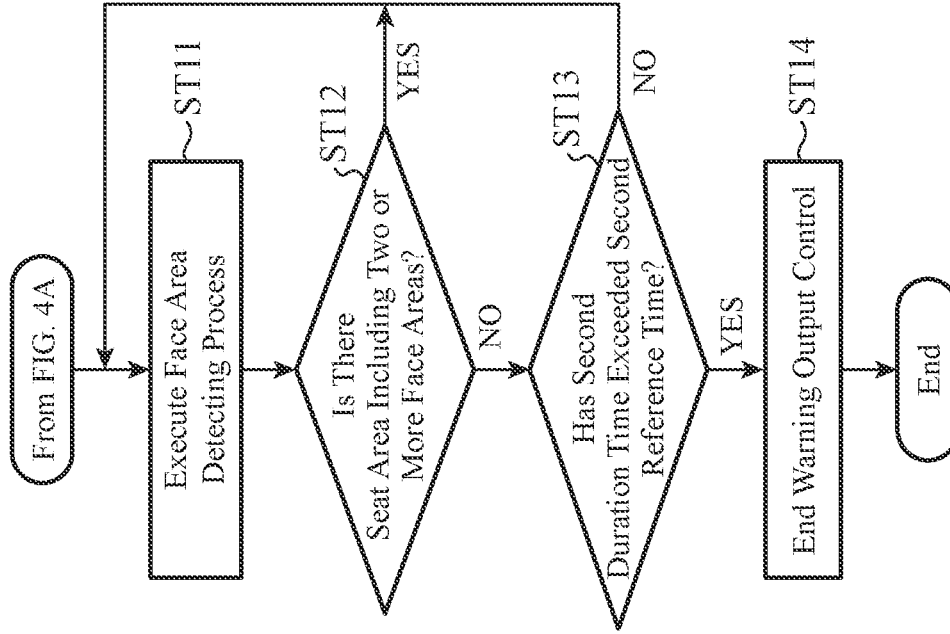 From FIG. 4A
Execute Face Area
Detecting Process
ST11
Is There
Seat Area Including Two or
More Face Areas?
ST12
YES
NO
Has Second
Duration Time Exceeded Second
Reference Time?
ST13
NO
YES
End Warning Output Control
ST14
End